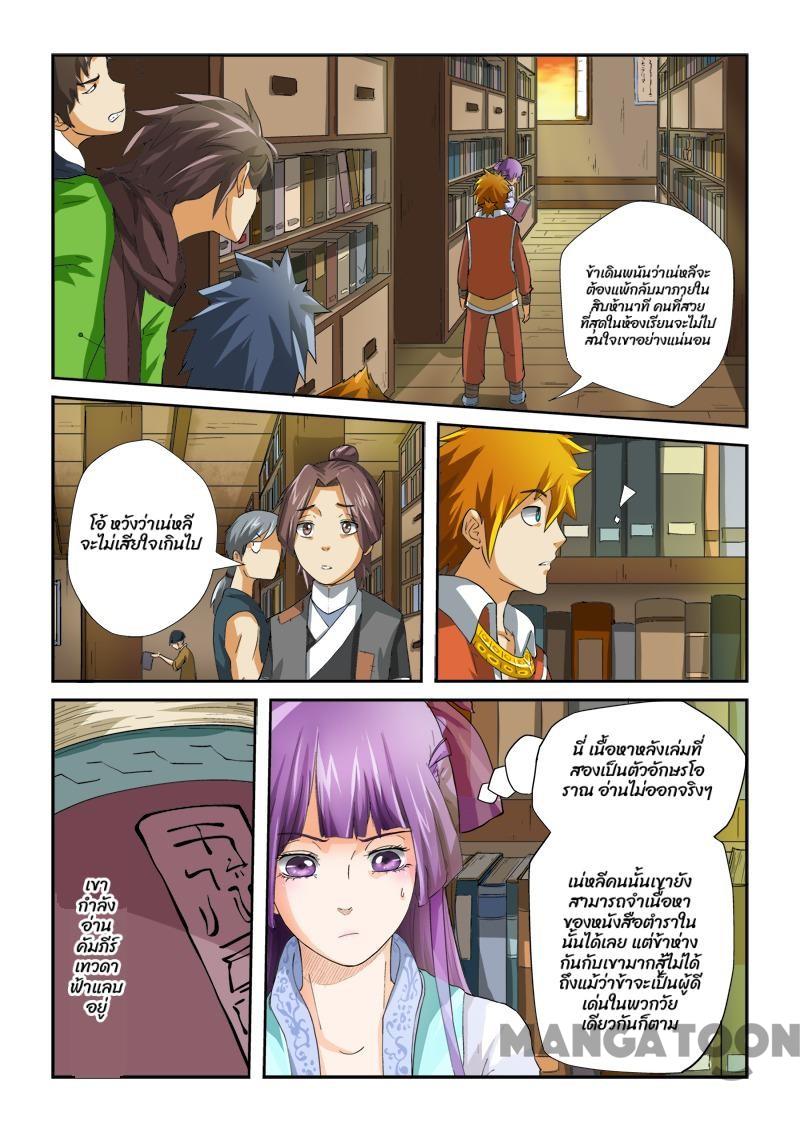 ข้าเดิมพนันว่าเน่หลีจะ
ต้องแพ้กลับมาภายใน
สิบห้านาที คนที่สวย
ที่สุดในห้องเรียนจะไม่ไป
สนใจเขาอย่างแน่นอน
โอ้ หวังว่าเน่หลี
จะไม่เสียใจเกินไป
นี่ เนื้อหาหลังเล่มที่
สองเป็นตัวอักษรโอ
ราณ อ่านไม่ออกจริงๆ
เน่หลีคนนั้นเขายัง
สามารถจำเนื้อหา
ของหนังสือตำราใน
นั้นได้เลย แต่ข้าห่าง
กันกับเขามากสู้ไม่ได้
ถึงแม้ว่าข้าจะเป็นผู้ดี
เด่นในพวกวัย
เดียวกันก็ตาม
เขา
กำลัง
อ่าน
คัมภีร์
เทวดา
ฟ้าแลบ
อยู่
MANGATOON